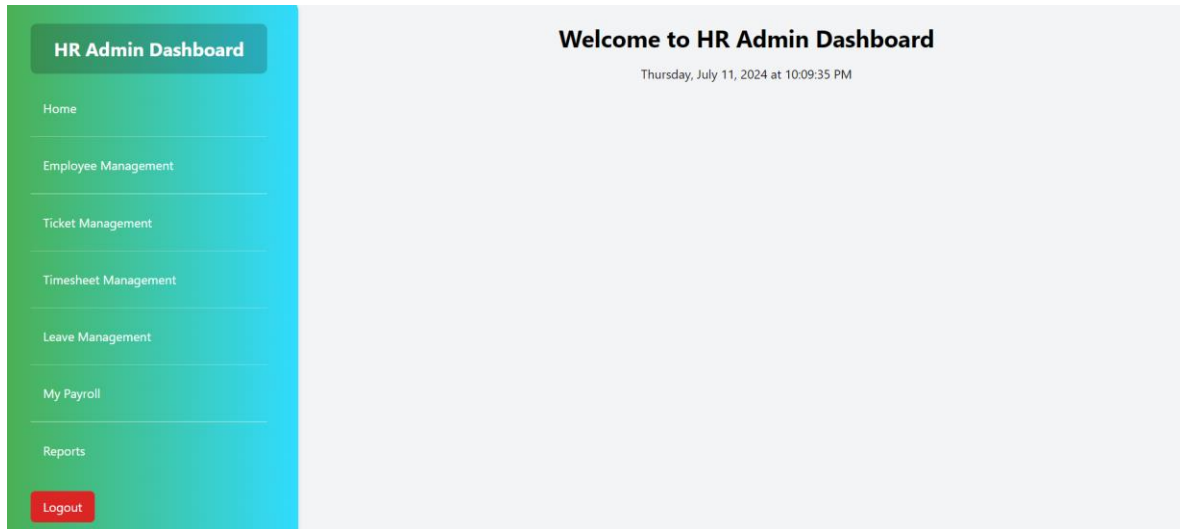 HR Admin Dashboard
Home
Employee Management
Ticket Management
Timesheet Management
Leave Management
My Payroll
Reports
Logout
Welcome to HR Admin Dashboard
Thursday, July 11, 2024 at 10:09:35 PM